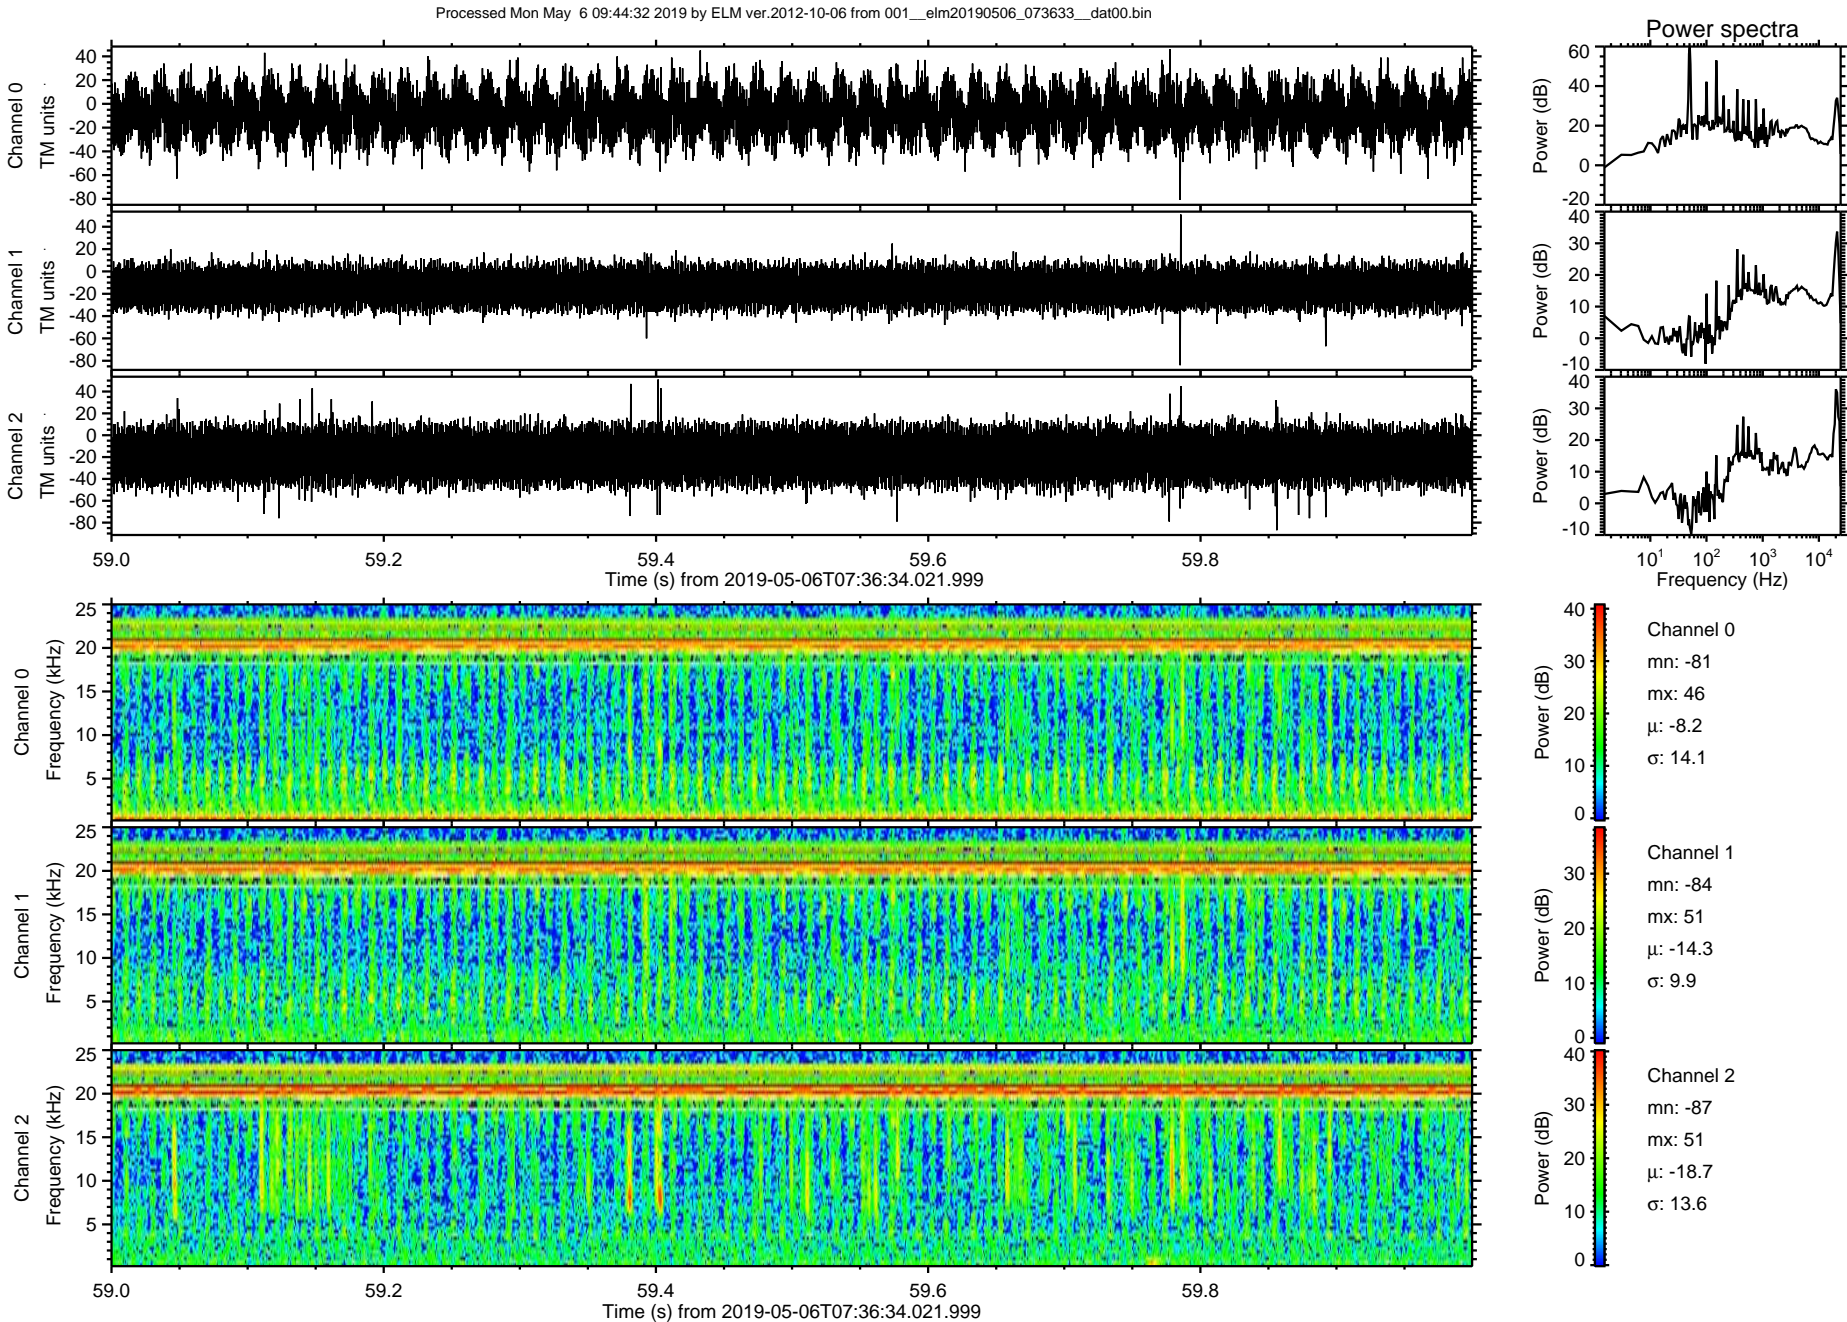 Processed Mon May  6 09:44:32 2019 by ELM ver.2012-10-06 from 001__elm20190506_073633__dat00.bin
Power spectra
Channel 0
TM units
40
20
0
-20
-40
-60
-80
Power (dB)
60
40
20
0
-20
Channel 1
TM units
40
20
0
-20
-40
-60
-80
Power (dB)
40
30
20
10
0
-10
Channel 2
TM units
40
20
0
-20
-40
-60
-80
Power (dB)
40
30
20
10
0
-10
59.0
59.2
59.4
59.6
59.8
Time (s) from 2019-05-06T07:36:34.021.999
10^1
10^2
10^3
10^4
Frequency (Hz)
Channel 0
Frequency (kHz)
25
20
15
10
5
Power (dB)
40
30
20
10
0
Channel 0
mn: -81
mx: 46
μ: -8.2
σ: 14.1
Channel 1
Frequency (kHz)
25
20
15
10
5
Power (dB)
30
20
10
0
Channel 1
mn: -84
mx: 51
μ: -14.3
σ: 9.9
Channel 2
Frequency (kHz)
25
20
15
10
5
Power (dB)
40
30
20
10
0
Channel 2
mn: -87
mx: 51
μ: -18.7
σ: 13.6
59.0
59.2
59.4
59.6
59.8
Time (s) from 2019-05-06T07:36:34.021.999